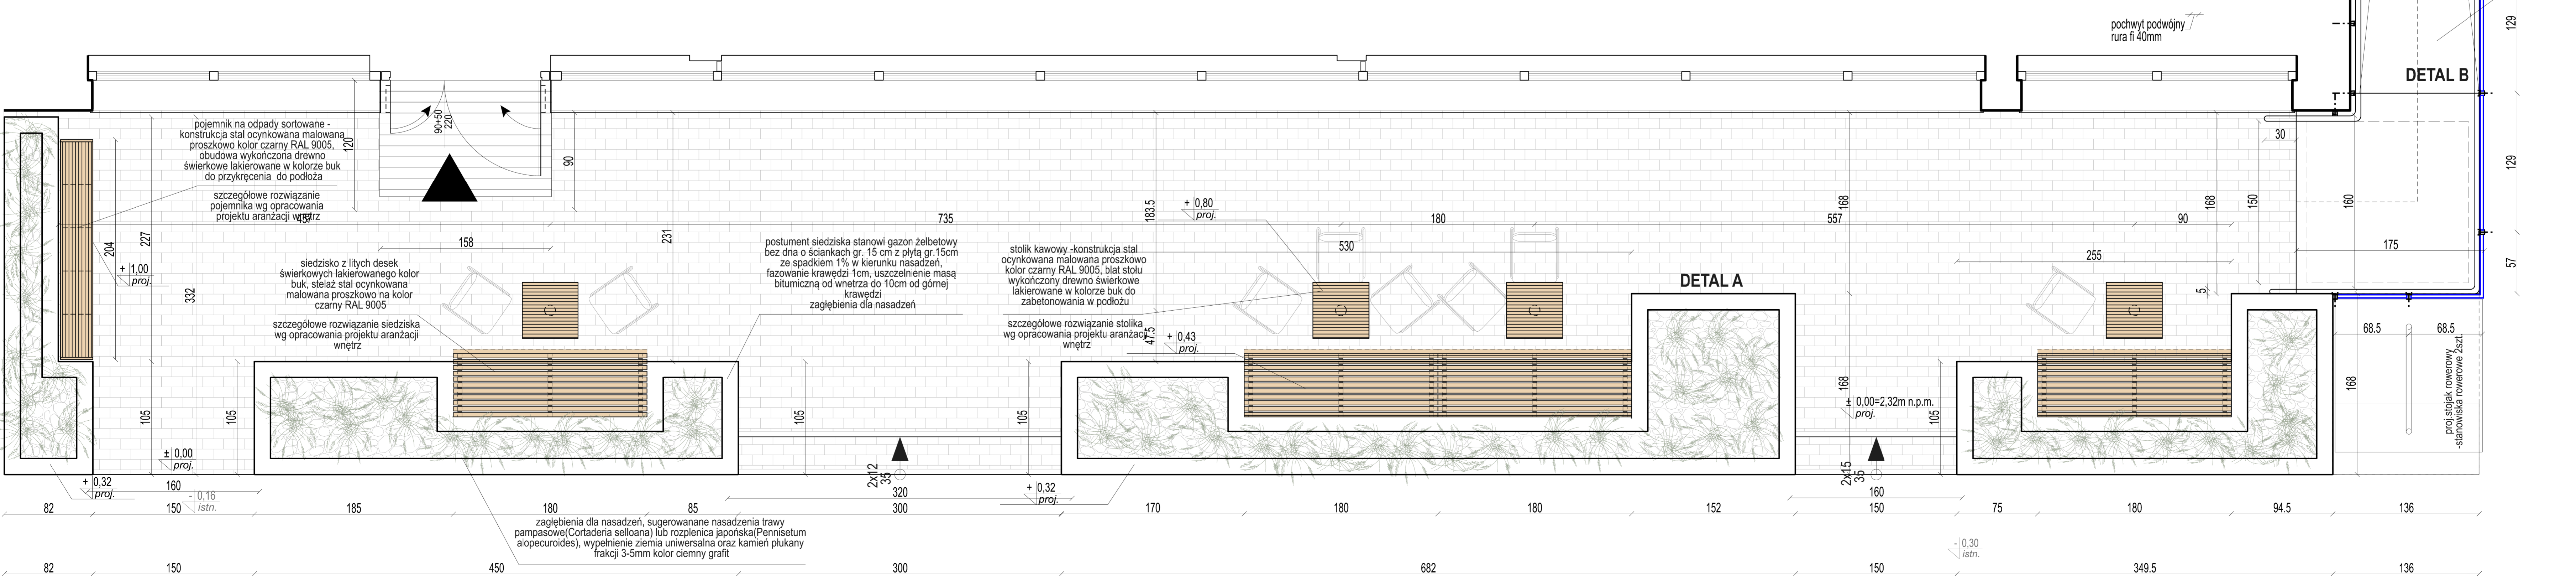 pochwyt podwójny
rura fi 40mm
DETAL B
129
129
57
pojemnik na odpady sortowane -
konstrukcja stal ocynkowana malowana
proszkowo kolor czarny RAL 9005,
obudowa wykończona drewno
świerkowe lakierowane w kolorze buk
do przykręcenia do podłoża
szczegółowe rozwiązanie
pojemnika wg opracowania
projektu aranżacji wnętrz
457
120
90+50
220
90
30
204
227
332
+ 1,00
proj.
158
231
735
183.5
+ 0,80
proj.
180
530
557
168
168
150
160
90
175
255
5
siedzisko z litych desek
świerkowych lakierowanego kolor
buk, stelaż stal ocynkowana
malowana proszkowo na kolor
czarny RAL 9005
szczegółowe rozwiązanie siedziska
wg opracowania projektu aranżacji
wnętrz
postument siedziska stanowi gazon żelbetowy
bez dna o ściankach gr. 15 cm z płytą gr.15cm
ze spadkiem 1% w kierunku nasadzeń,
fazowanie krawędzi 1cm, uszczelnienie masą
bitumiczną od wnetrza do 10cm od górnej
krawędzi
zagłębienia dla nasadzeń
stolik kawowy -konstrukcja stal
ocynkowana malowana proszkowo
kolor czarny RAL 9005, blat stołu
wykończony drewno świerkowe
lakierowane w kolorze buk do
zabetonowania w podłożu
szczegółowe rozwiązanie stolika
wg opracowania projektu aranżacji
wnętrz
47.5
+ 0,43
proj.
DETAL A
68.5
68.5
proj.stojak rowerowy
-stanowiska rowerowe 2szt.
168
168
± 0,00=2,32m n.p.m.
proj.
105
105
105
105
105
± 0,00
proj.
+ 0,32
proj.
160
- 0,16
istn.
2x12
35
320
+ 0,32
proj.
2x15
35
160
82
150
185
180
85
300
170
180
180
152
150
75
180
94.5
136
zagłębienia dla nasadzeń, sugerowanane nasadzenia trawy
pampasowe(Cortaderia selloana) lub rozplenica japońska(Pennisetum
alopecuroides), wypełnienie ziemia uniwersalna oraz kamień płukany
frakcji 3-5mm kolor ciemny grafit
- 0,30
istn.
82
150
450
300
682
150
349.5
136